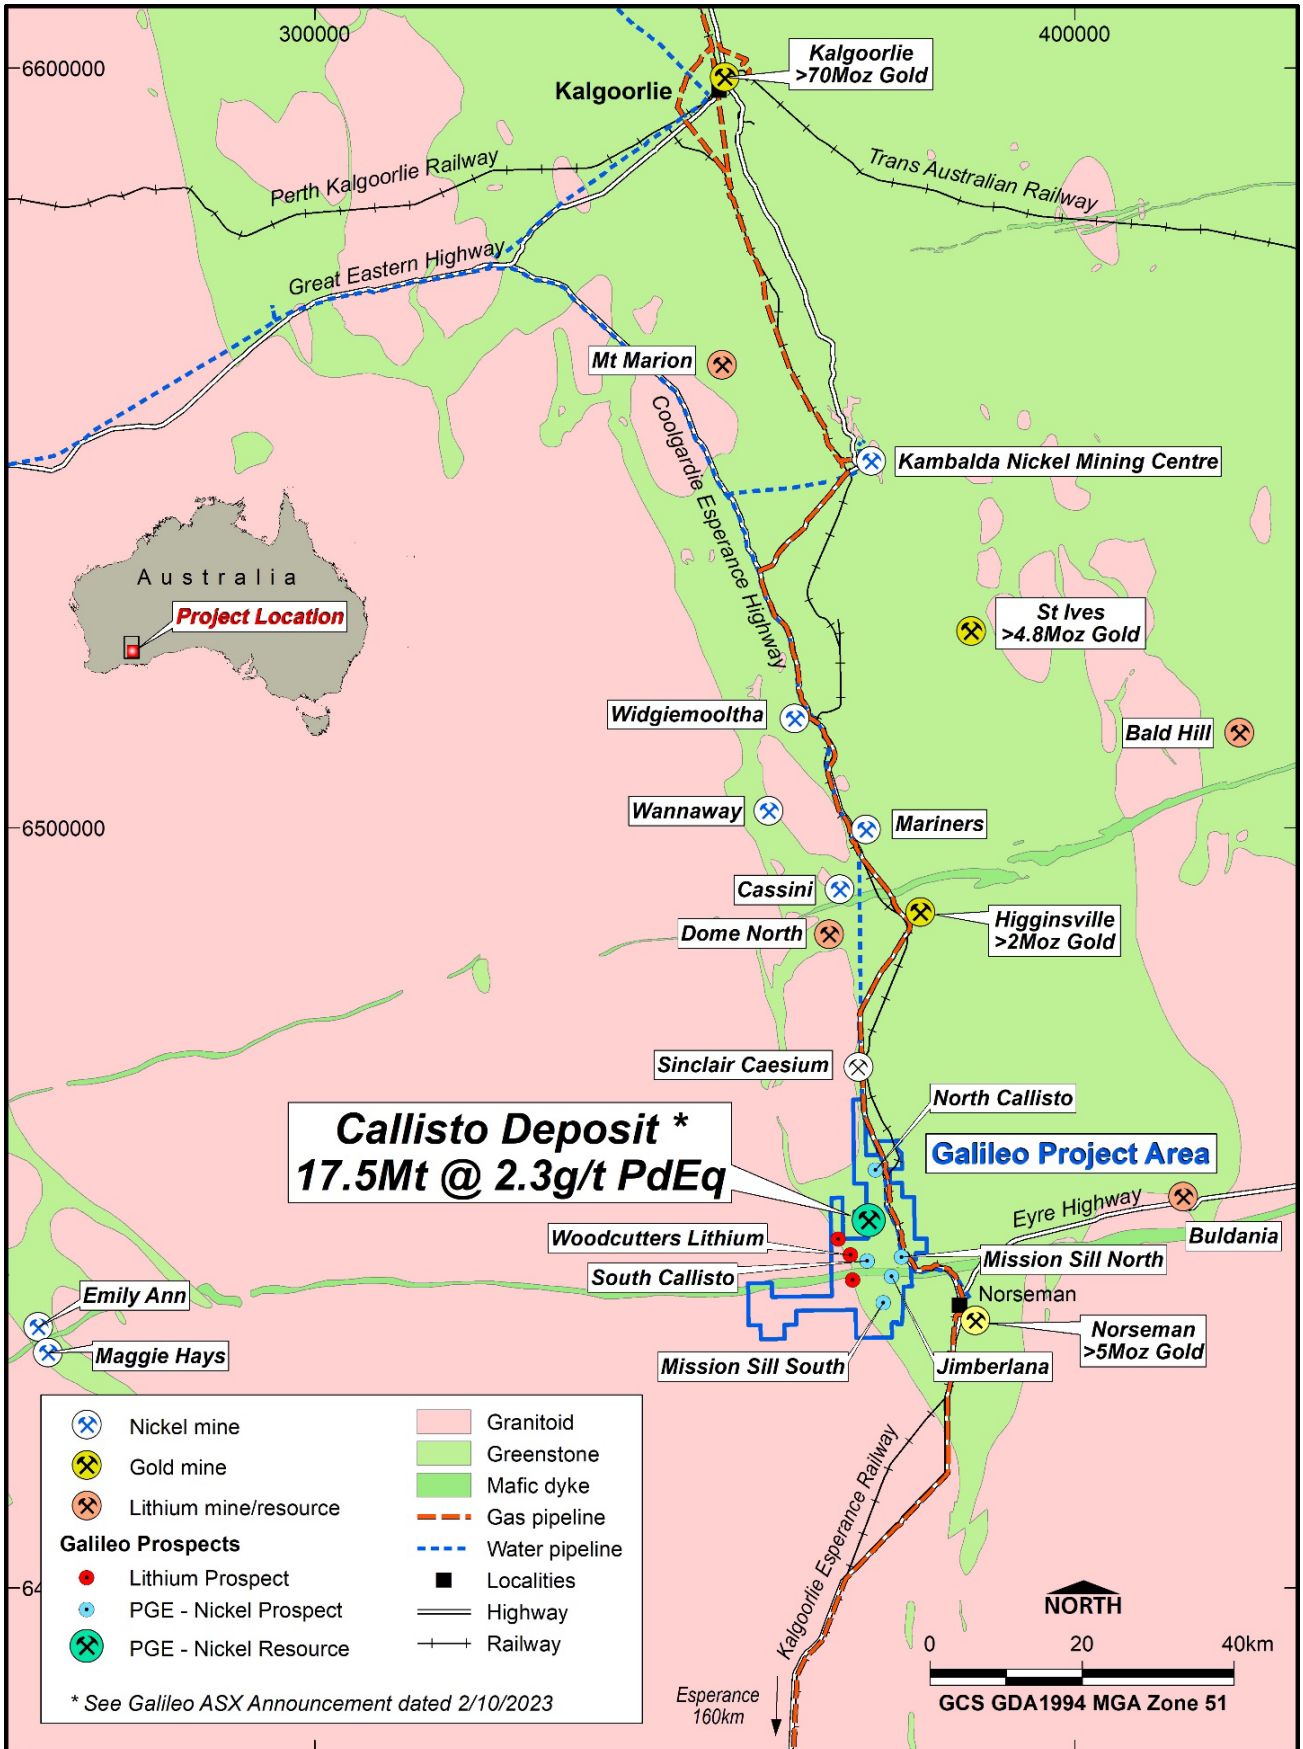 300000
400000
6600000
Kalgoorlie
>70Moz Gold
Kalgoorlie
Perth Kalgoorlie Railway
Trans Australian Railway
Great Eastern Highway
Mt Marion
Coolgardie Esperance Highway
Kambalda Nickel Mining Centre
Australia
Project Location
St Ives
>4.8Moz Gold
Widgiemooltha
Bald Hill
Wannaway
Mariners
6500000
Cassini
Dome North
Higginsville
>2Moz Gold
Sinclair Caesium
North Callisto
Callisto Deposit *
17.5Mt @ 2.3g/t PdEq
Galileo Project Area
Eyre Highway
Buldania
Woodcutters Lithium
Mission Sill North
South Callisto
Norseman
Emily Ann
Maggie Hays
Norseman
>5Moz Gold
Mission Sill South
Jimberlana
Nickel mine
Gold mine
Lithium mine/resource
Galileo Prospects
Lithium Prospect
PGE - Nickel Prospect
PGE - Nickel Resource
Granitoid
Greenstone
Mafic dyke
Gas pipeline
Water pipeline
Localities
Highway
Railway
* See Galileo ASX Announcement dated 2/10/2023
Kalgoorlie Esperance Railway
Esperance
160km
NORTH
0 20 40km
GCS GDA1994 MGA Zone 51